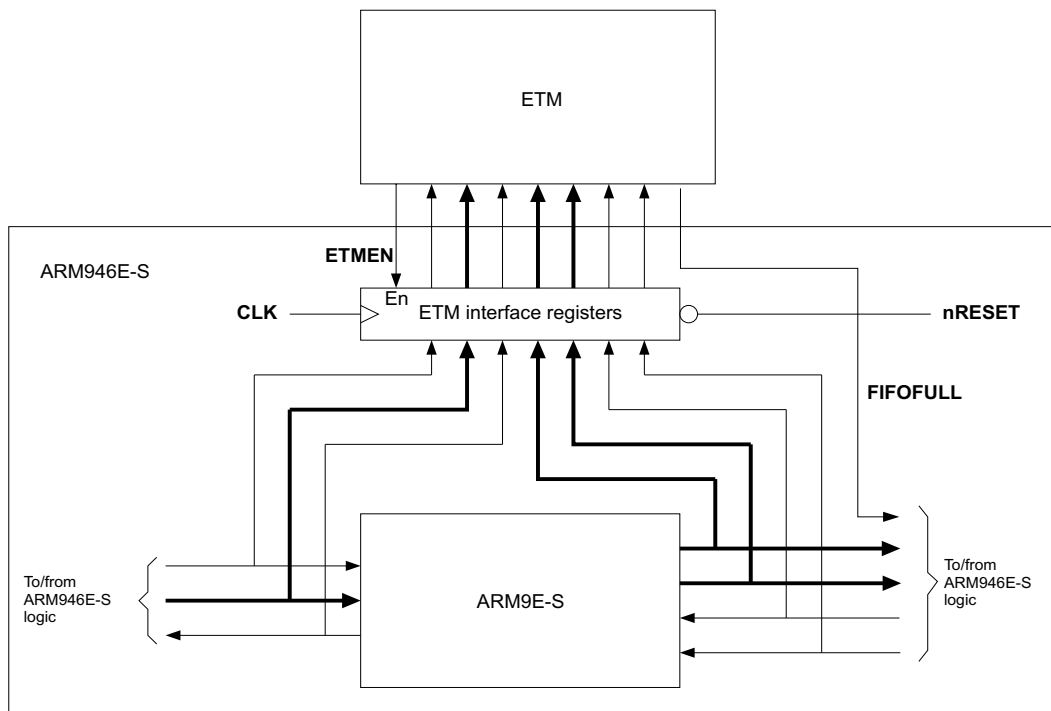 ETM
ETMEN
ARM946E-S
En
CLK
ETM interface registers
nRESET
FIFOFULL
To/from
ARM946E-S
logic
ARM9E-S
To/from
ARM946E-S
logic